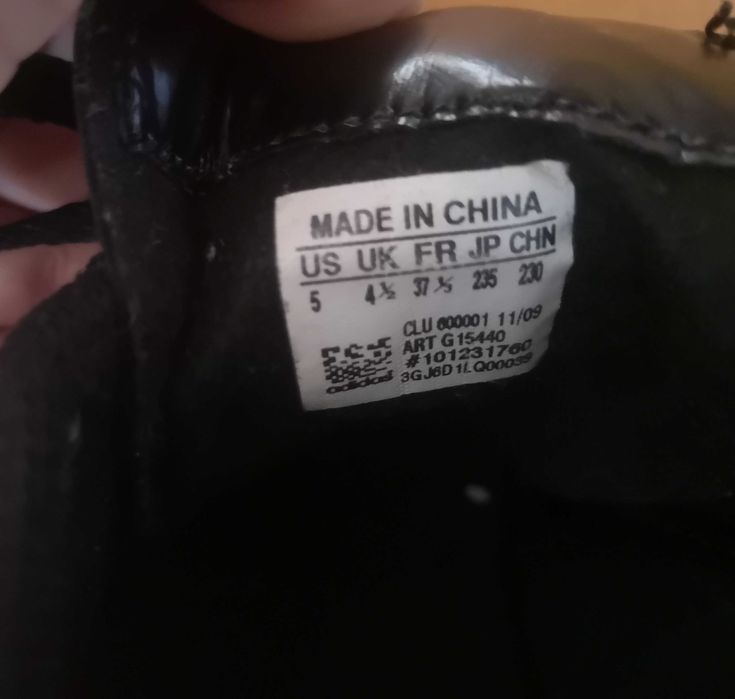 MADE IN CHINA
US UK FR JP CHN
5 4½ 37⅓ 235 230
CLU 600001 11/09
ART G15440
#101231760
adidas